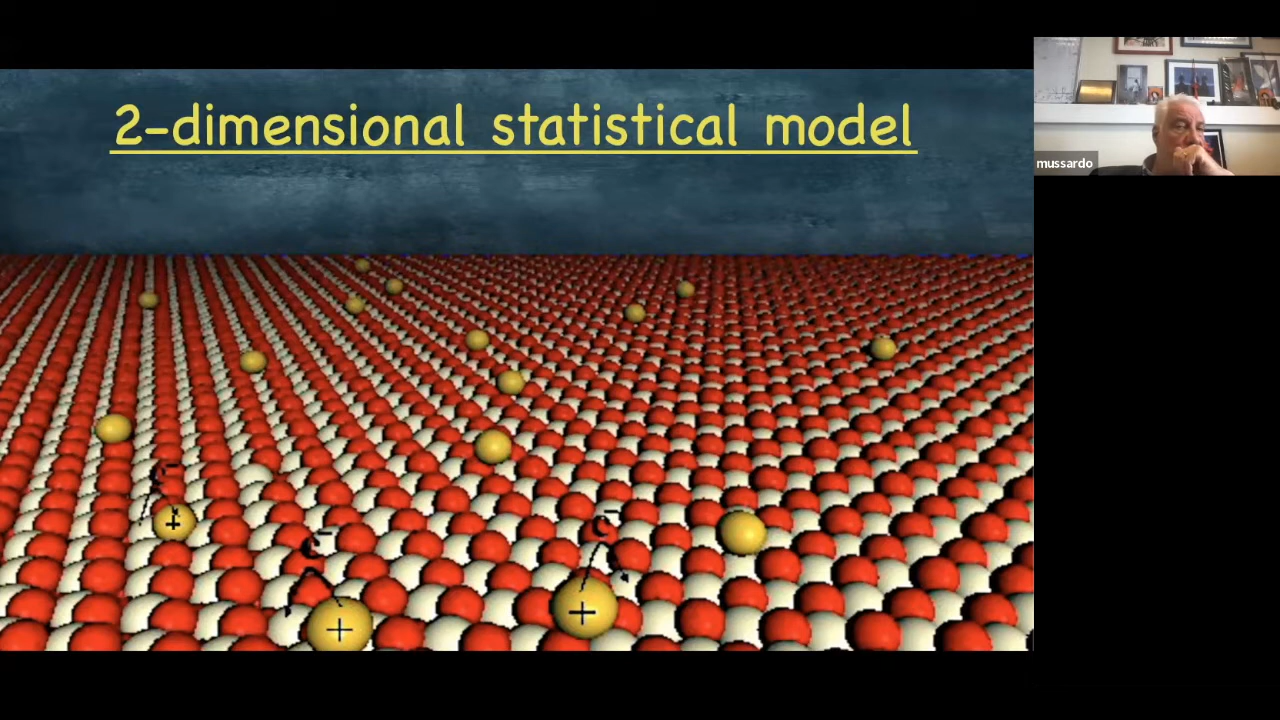 2-dimensional statistical model
mussardo
e⁻
e⁻
e⁻
+
+
+